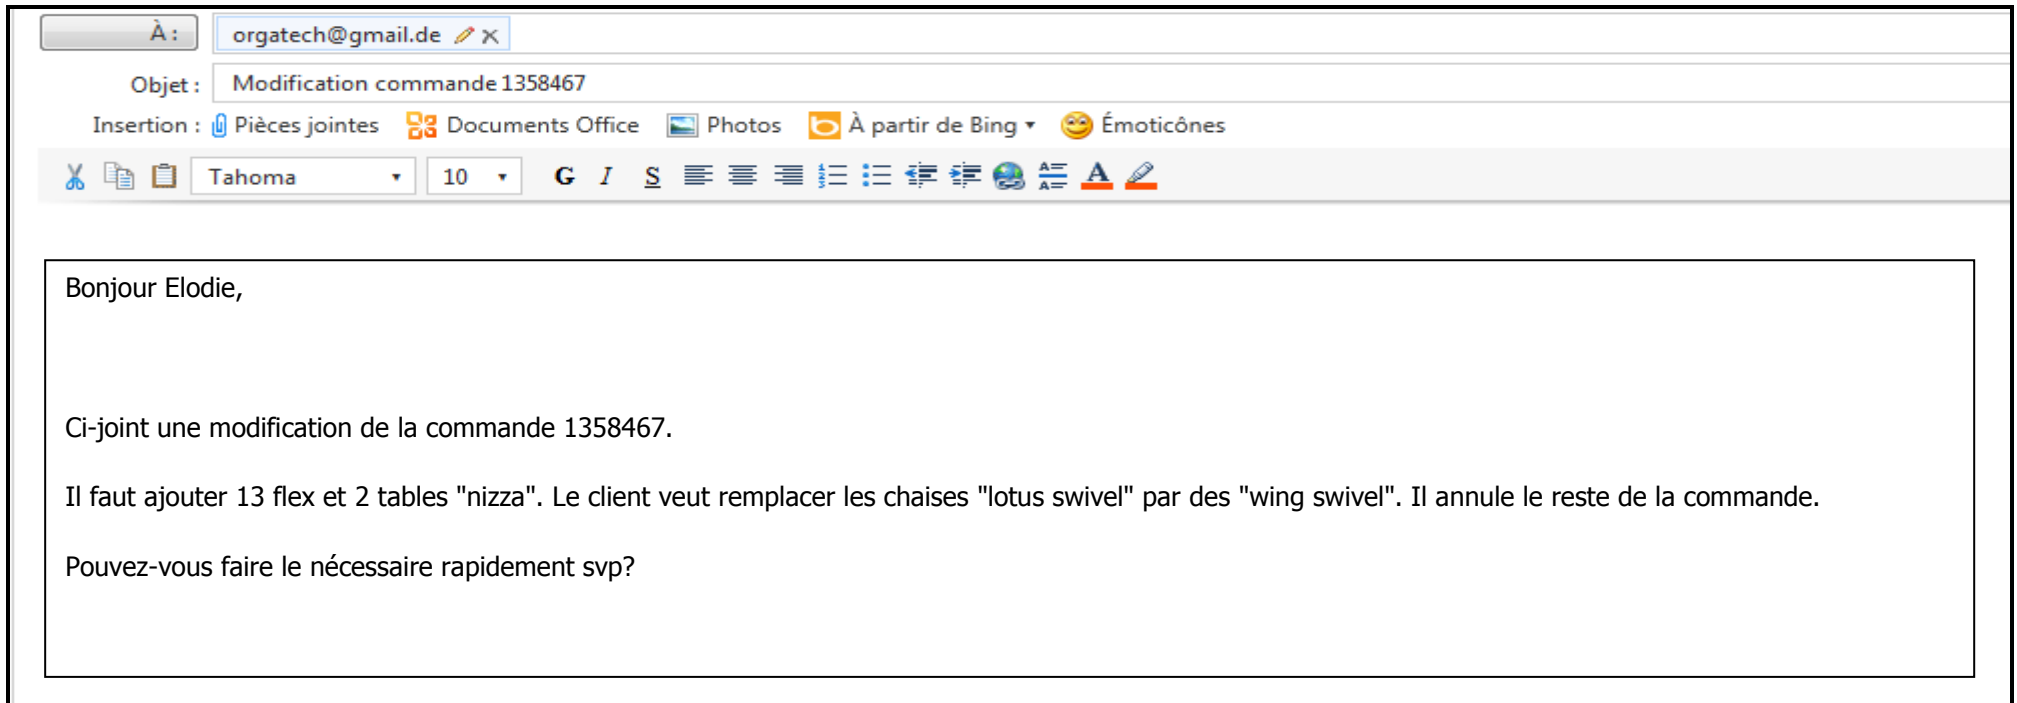 À :
orgatech@gmail.de
Objet :
Modification commande 1358467
Insertion : Pièces jointes Documents Office Photos À partir de Bing Émoticônes
Tahoma 10 G I S A
Bonjour Elodie,
Ci-joint une modification de la commande 1358467.
Il faut ajouter 13 flex et 2 tables "nizza". Le client veut remplacer les chaises "lotus swivel" par des "wing swivel". Il annule le reste de la commande.
Pouvez-vous faire le nécessaire rapidement svp?